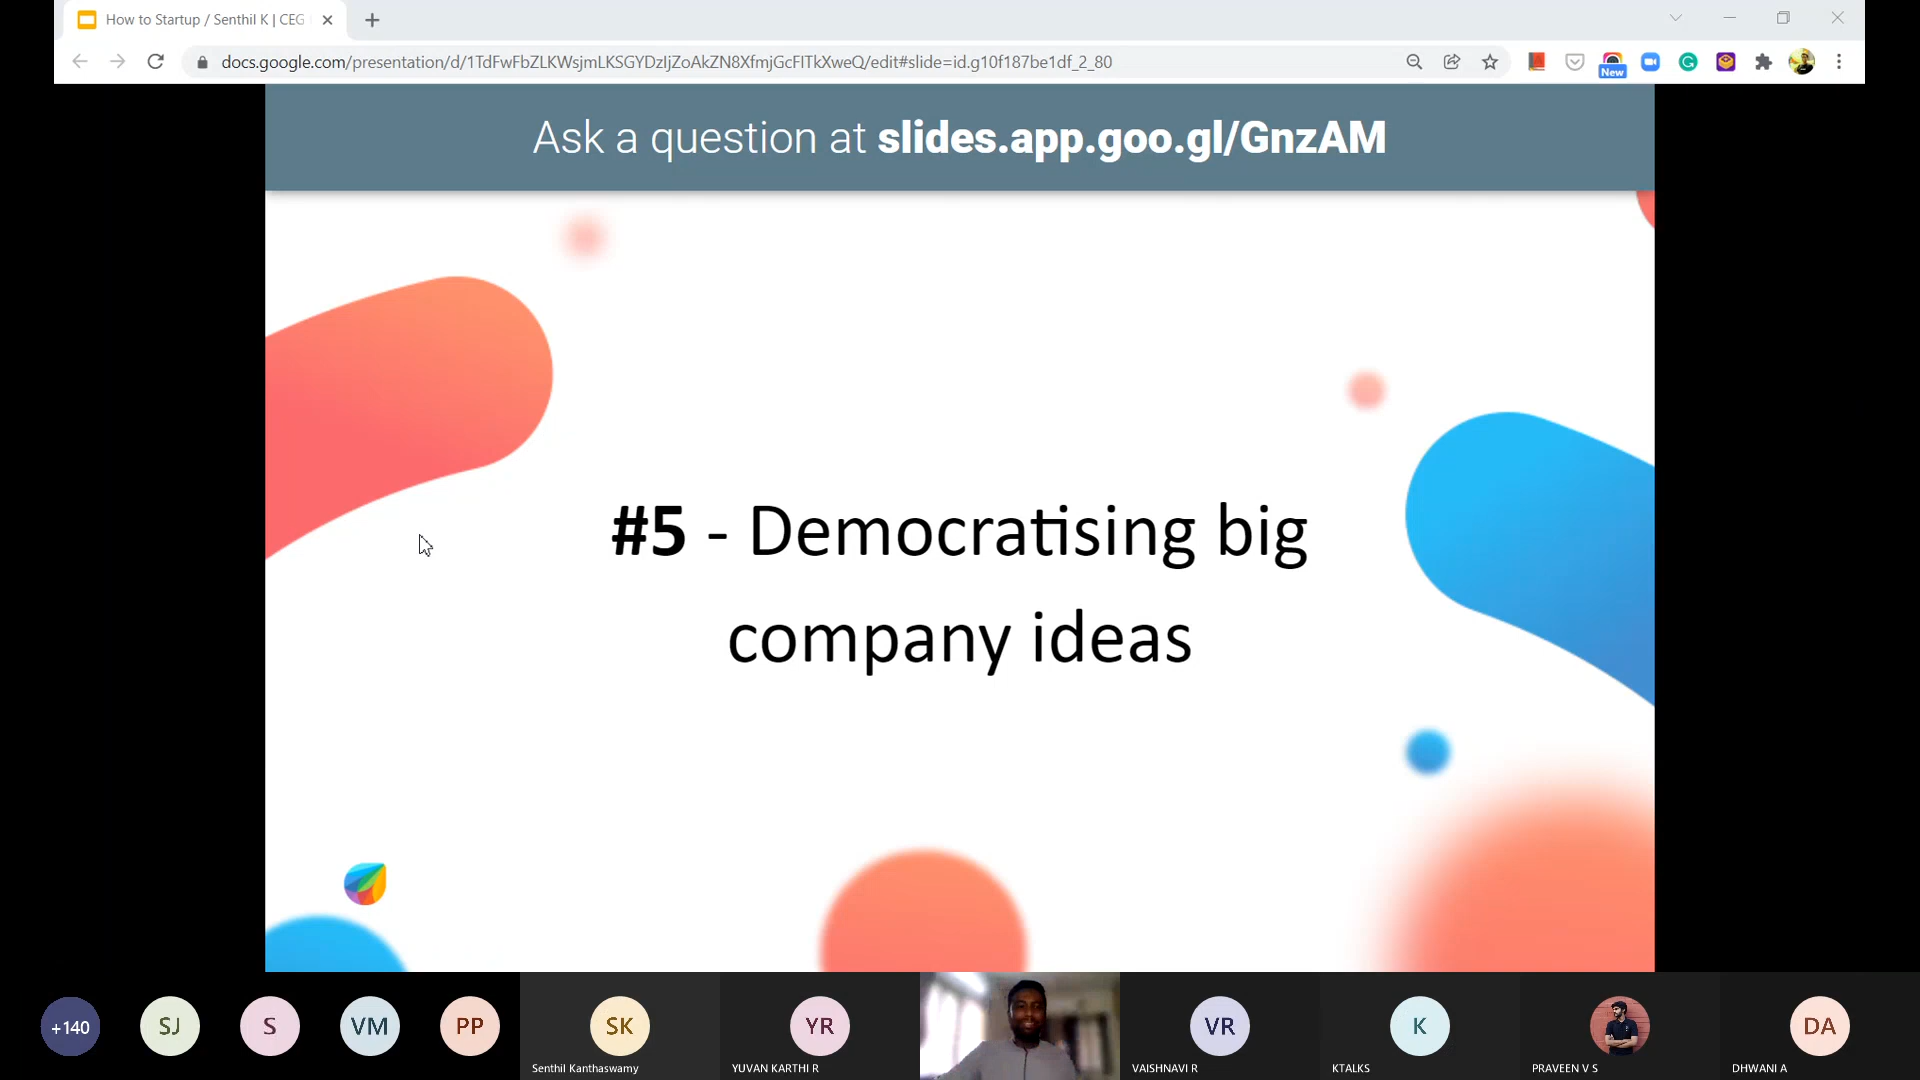 How to Startup / Senthil K | CEG
docs.google.com/presentation/d/1TdFwFbZLKWsjmLKSGYDzIjZoAkZN8XfmjGcFITkXweQ/edit#slide=id.g10f187be1df_2_80
New
Ask a question at slides.app.goo.gl/GnzAM
#5 - Democratising big
company ideas
+140
SJ
S
VM
PP
SK
YR
VR
K
DA
Senthil Kanthaswamy
YUVAN KARTHI R
VAISHNAVI R
KTALKS
PRAVEEN V S
DHWANI A